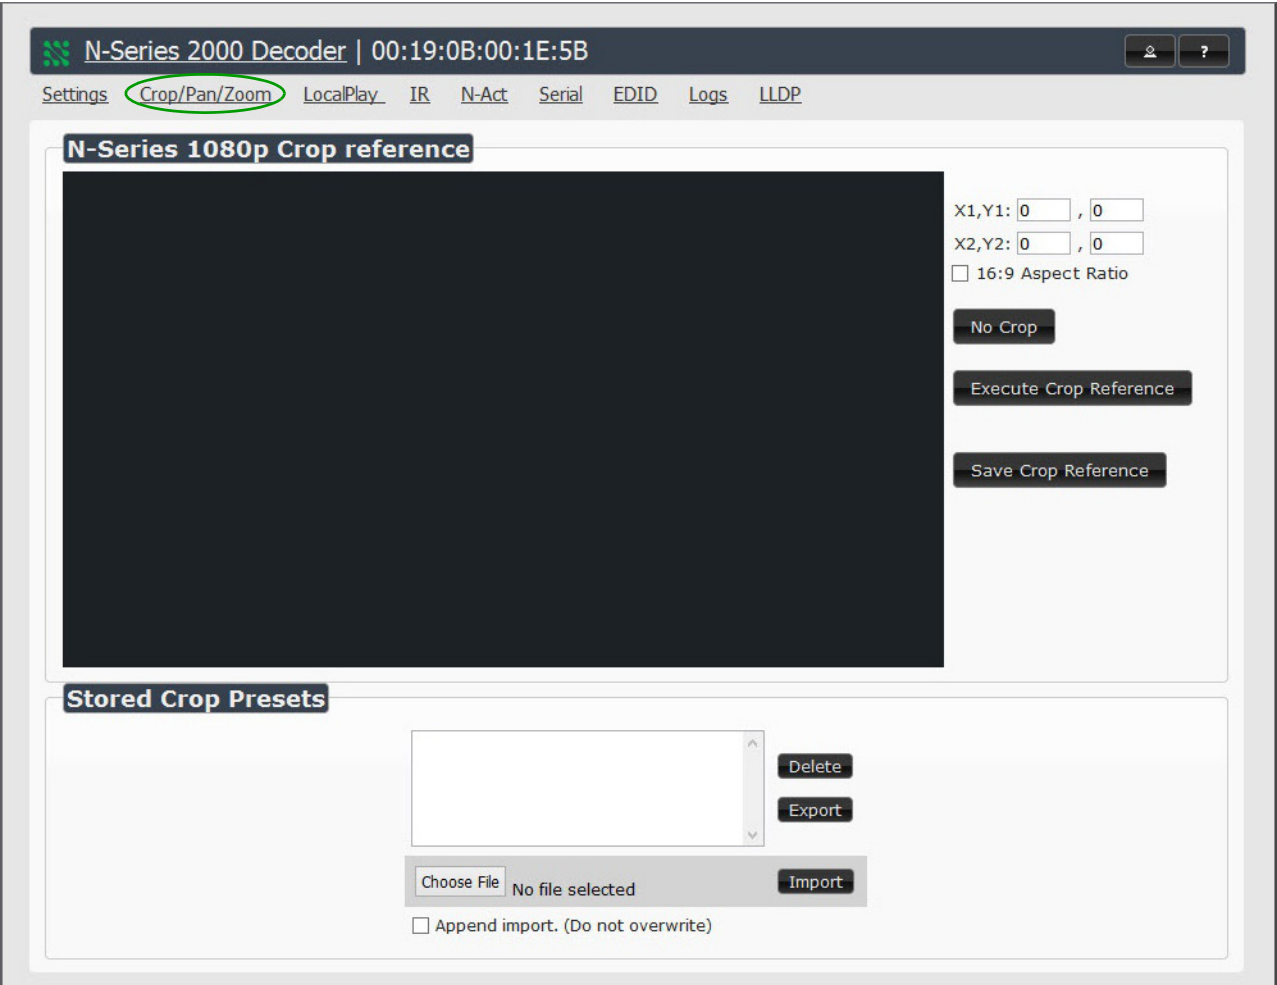 N-Series 2000 Decoder | 00:19:0B:00:1E:5B ?
Settings Crop/Pan/Zoom LocalPlay IR N-Act Serial EDID Logs LLDP
N-Series 1080p Crop reference
X1,Y1: 0 , 0
X2,Y2: 0 , 0
16:9 Aspect Ratio
No Crop
Execute Crop Reference
Save Crop Reference
Stored Crop Presets
Delete
Export
Choose File No file selected Import
Append import. (Do not overwrite)